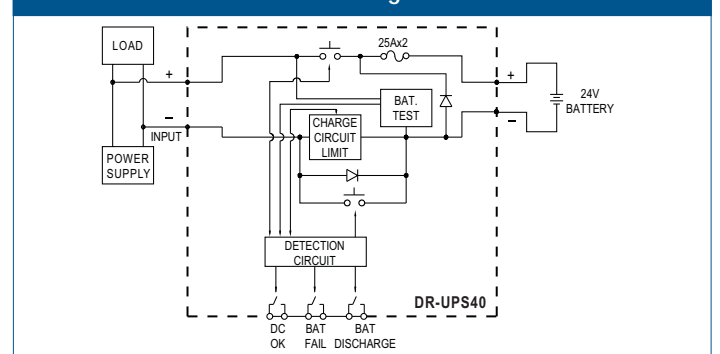 LOAD
25Ax2
+
+
BAT.
TEST
24V
BATTERY
CHARGE
CIRCUIT
LIMIT
–
–
INPUT
POWER
SUPPLY
DETECTION
CIRCUIT
DR-UPS40
DC
OK
BAT
FAIL
BAT
DISCHARGE